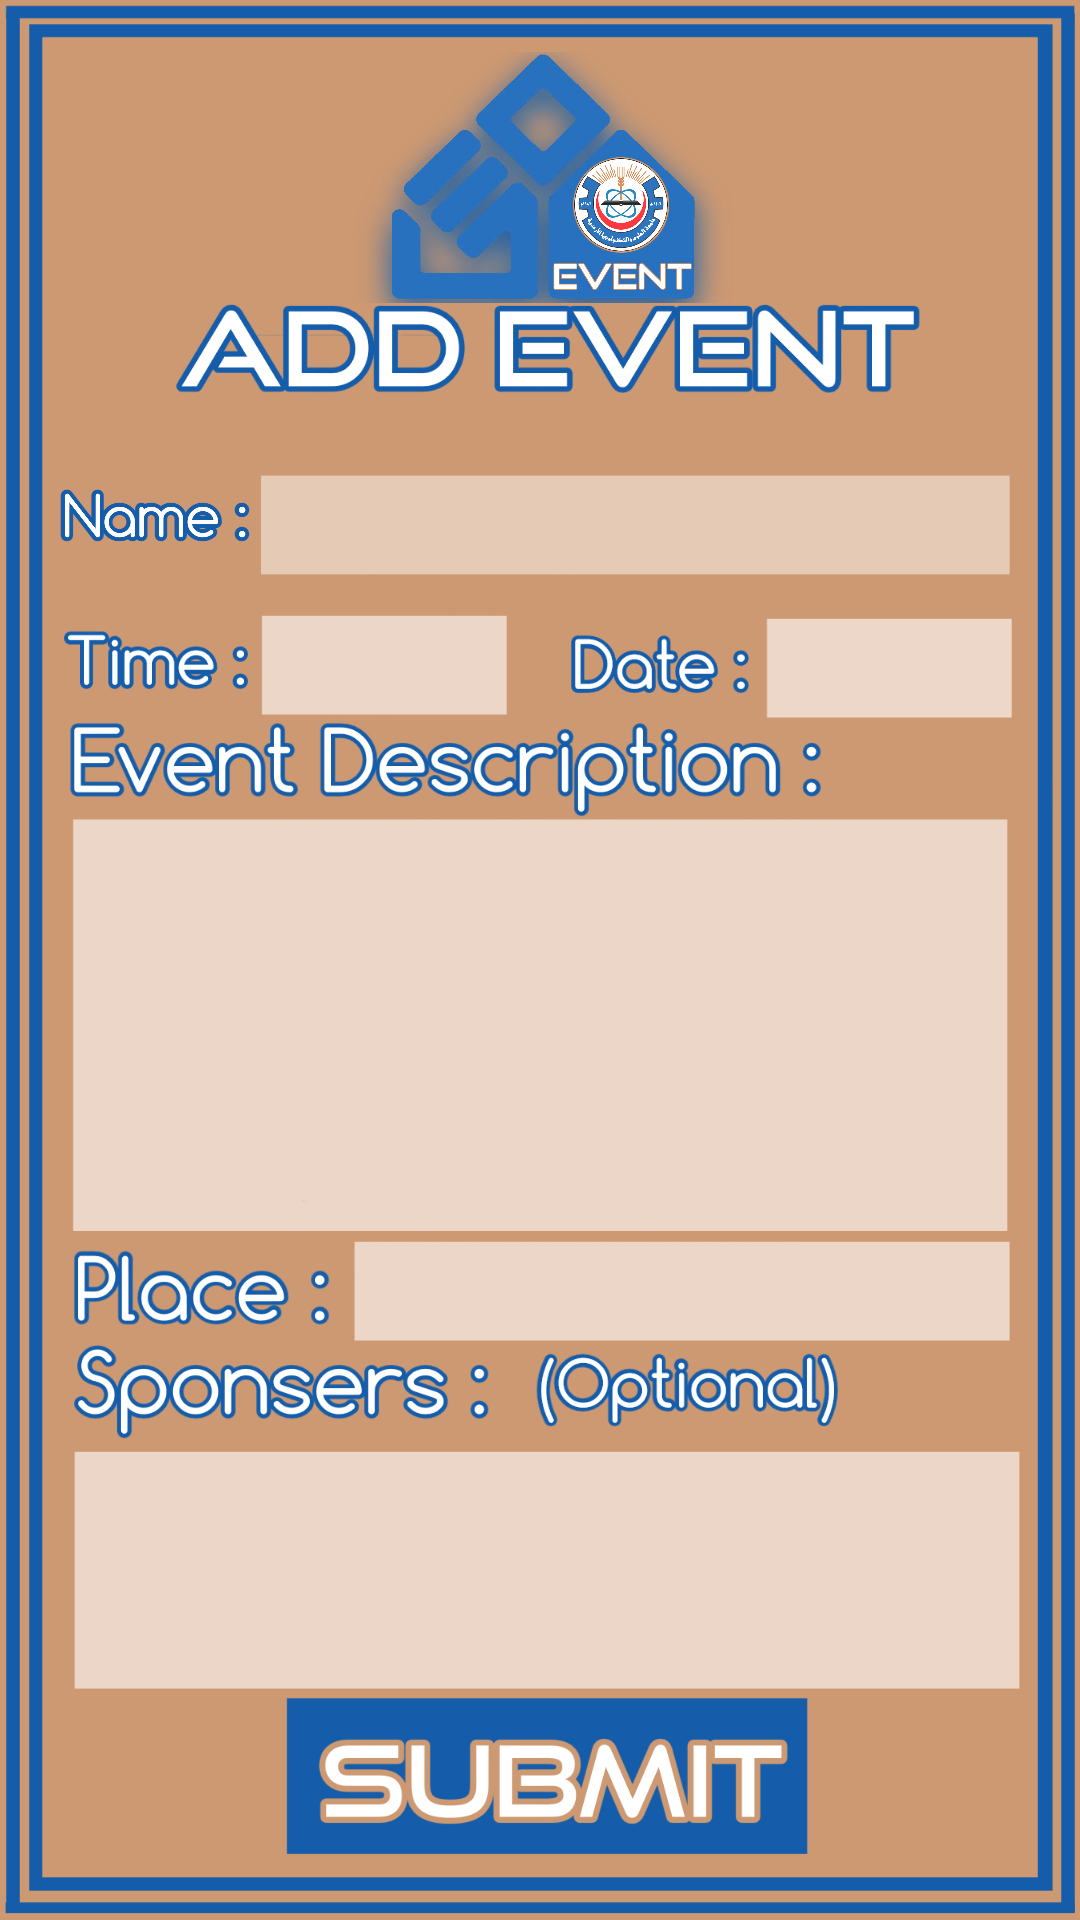 EVENT
ADD EVENT
Name :
Time :
Date :
Event Description :
Place :
Sponsers : (Optional)
SUBMIT